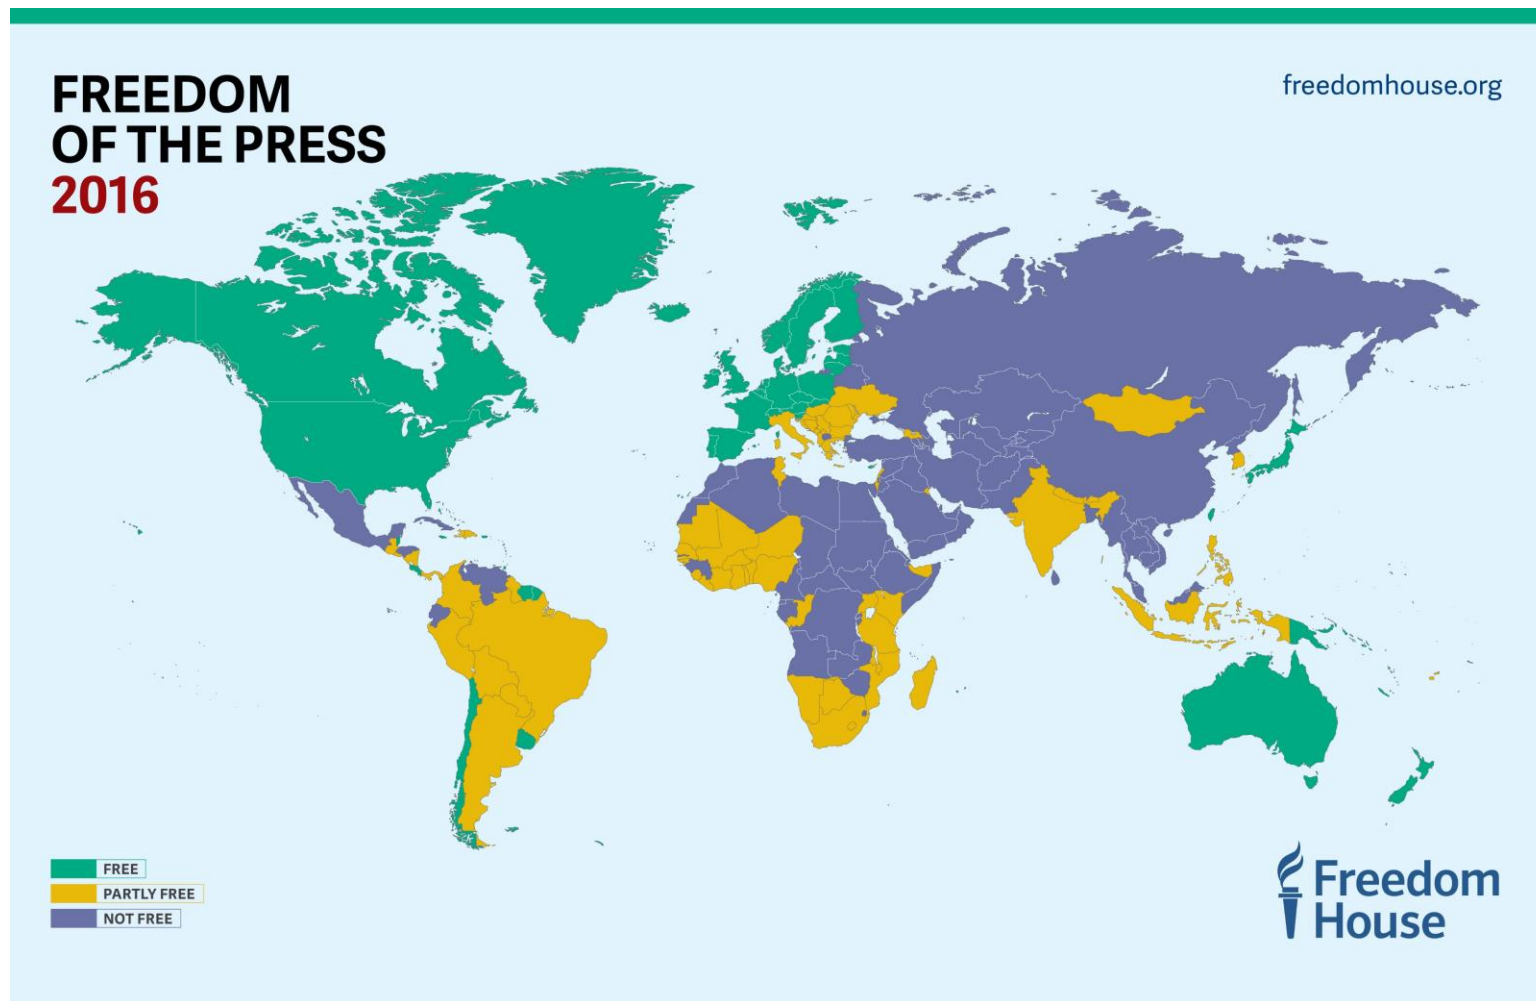 FREEDOM
OF THE PRESS
2016
freedomhouse.org
FREE
PARTLY FREE
NOT FREE
Freedom
House